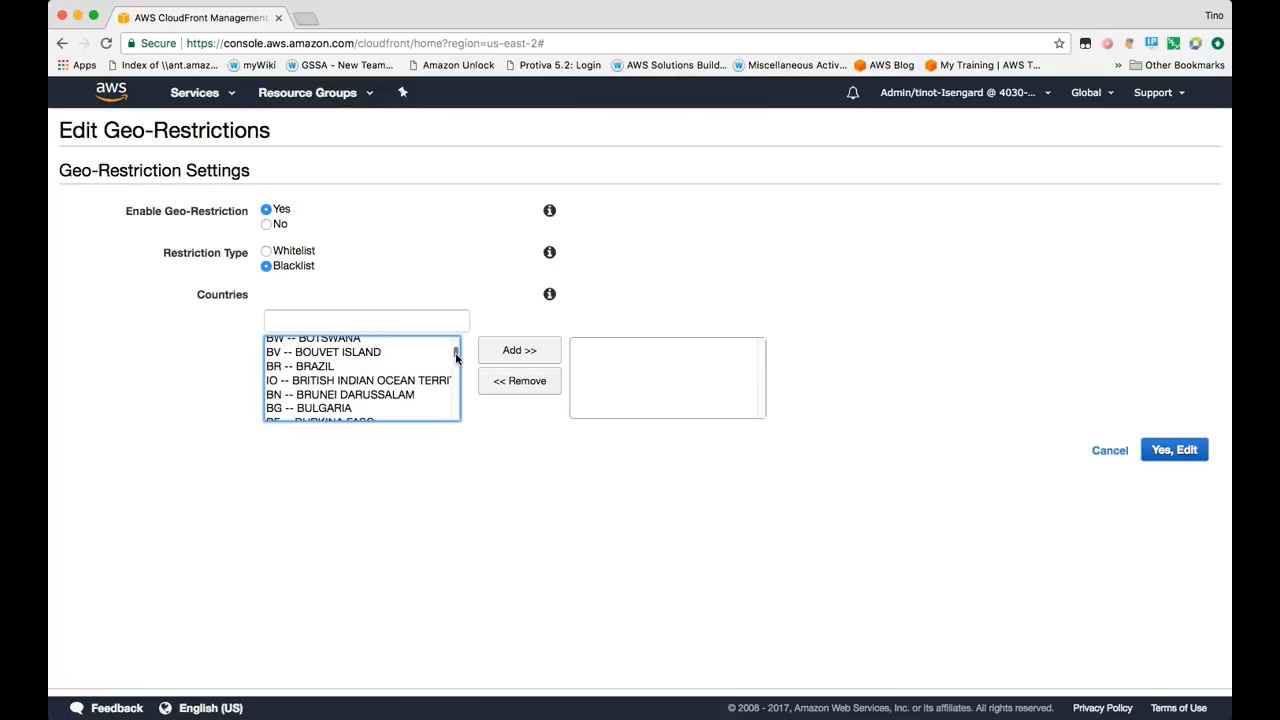 AWS CloudFront Management
Tino
Secure https://console.aws.amazon.com/cloudfront/home?region=us-east-2#
Apps Index of \\ant.amaz... myWiki GSSA - New Team... Amazon Unlock Protiva 5.2: Login AWS Solutions Buil... Miscellaneous Activ... AWS Blog My Training | AWS T... » Other Bookmarks
aws Services Resource Groups Admin/tinot-Isengard @ 4030-... Global Support
Edit Geo-Restrictions
Geo-Restriction Settings
Enable Geo-Restriction Yes
No
Restriction Type Whitelist
Blacklist
Countries
BW -- BOTSWANA
BV -- BOUVET ISLAND
BR -- BRAZIL
IO -- BRITISH INDIAN OCEAN TERRI
BN -- BRUNEI DARUSSALAM
BG -- BULGARIA
BF -- BURKINA FASO
Add >>
<< Remove
Cancel Yes, Edit
Feedback English (US) © 2008 - 2017, Amazon Web Services, Inc. or its affiliates. All rights reserved. Privacy Policy Terms of Use